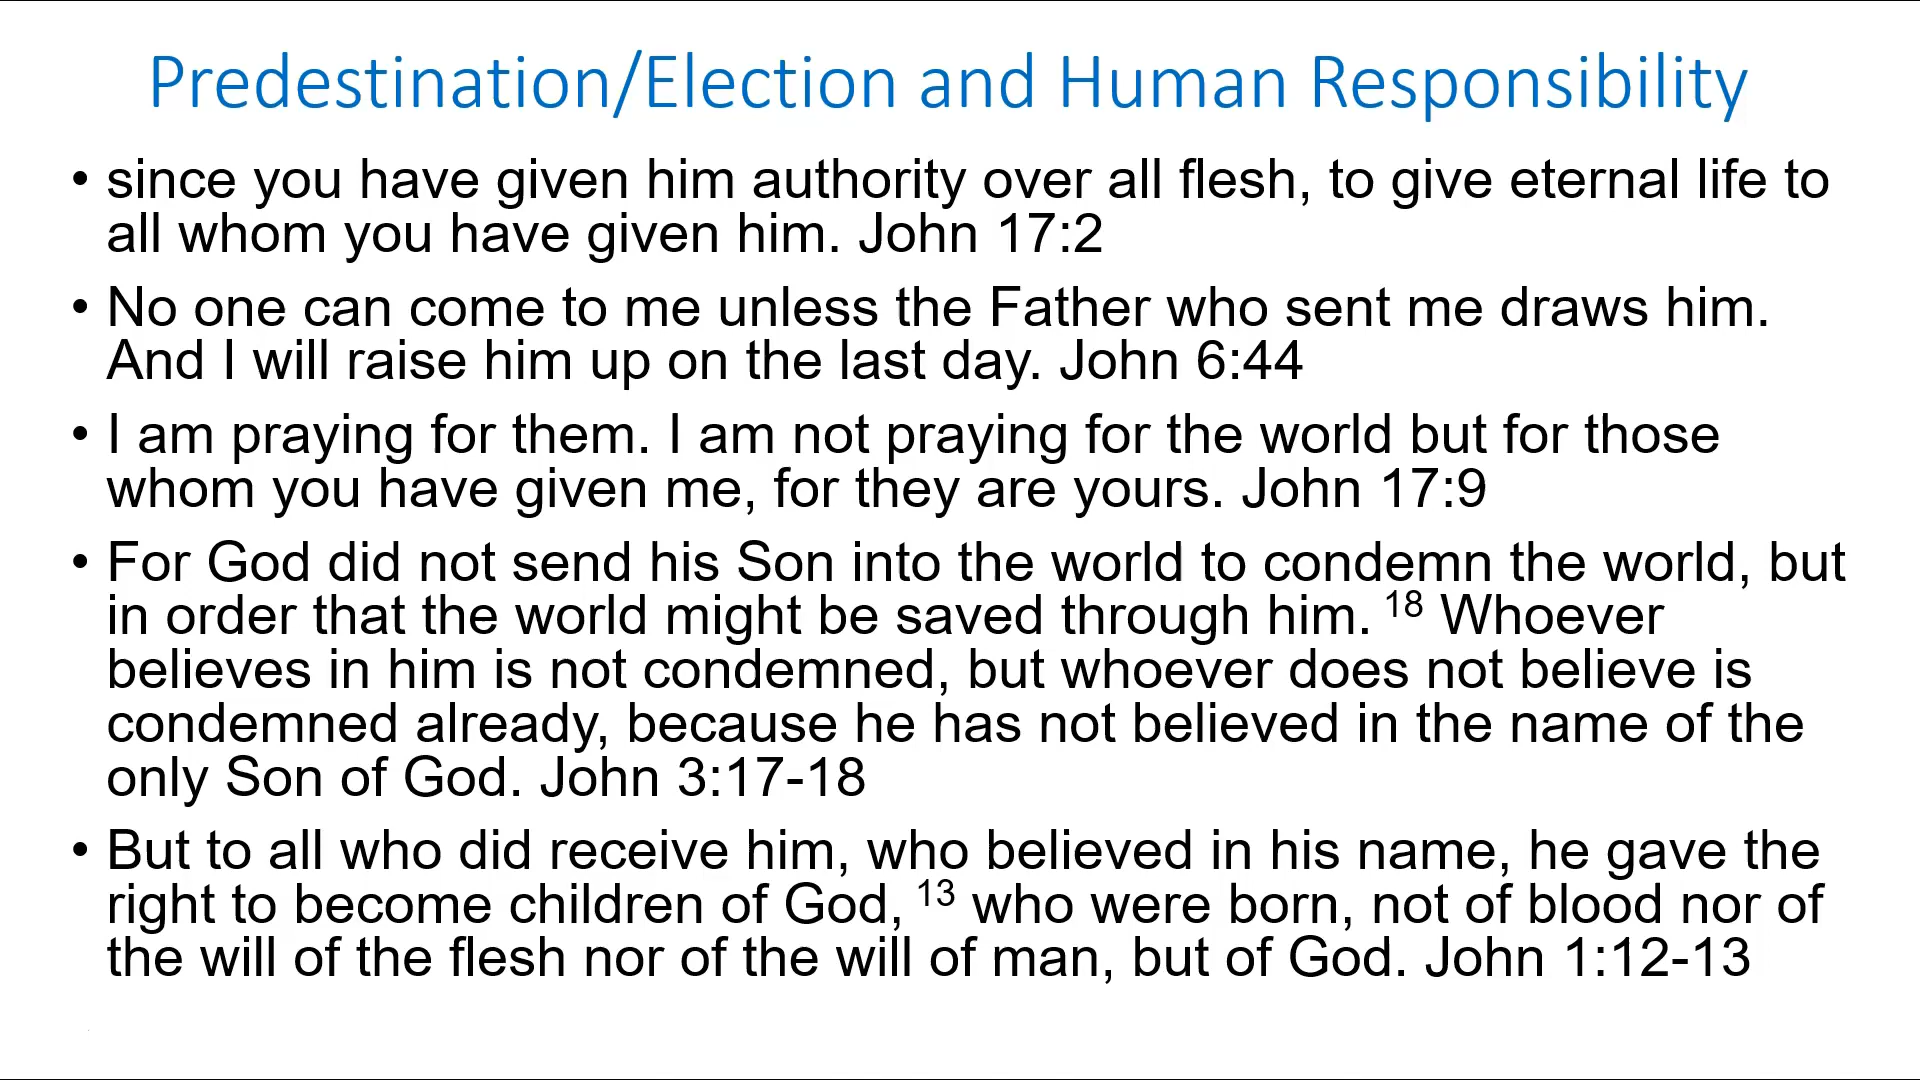 Predestination/Election and Human Responsibility
• since you have given him authority over all flesh, to give eternal life to
all whom you have given him. John 17:2
• No one can come to me unless the Father who sent me draws him.
And I will raise him up on the last day. John 6:44
• I am praying for them. I am not praying for the world but for those
whom you have given me, for they are yours. John 17:9
• For God did not send his Son into the world to condemn the world, but
in order that the world might be saved through him. 18 Whoever
believes in him is not condemned, but whoever does not believe is
condemned already, because he has not believed in the name of the
only Son of God. John 3:17-18
• But to all who did receive him, who believed in his name, he gave the
right to become children of God, 13 who were born, not of blood nor of
the will of the flesh nor of the will of man, but of God. John 1:12-13